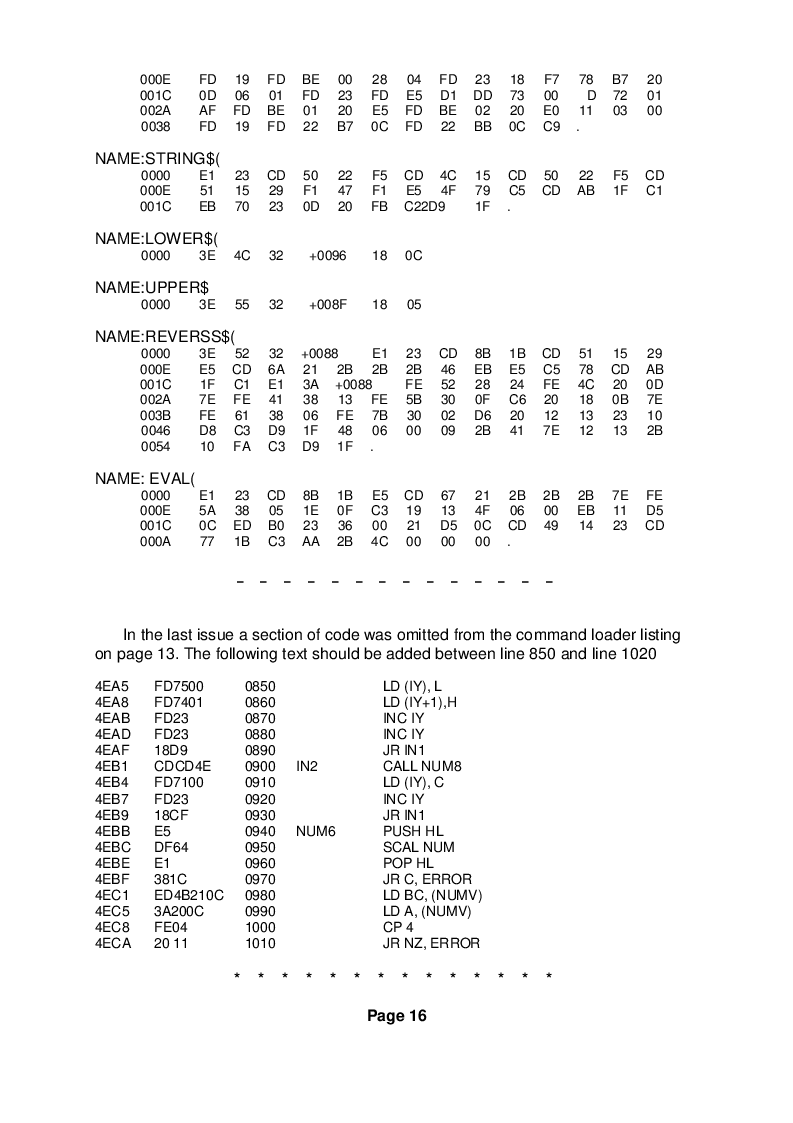 000E FD 19 FD BE 00 28 04 FD 23 18 F7 78 B7 20
001C 0D 06 01 FD 23 FD E5 D1 DD 73 00 D 72 01
002A AF FD BE 01 20 E5 FD BE 02 20 E0 11 03 00
0038 FD 19 FD 22 B7 0C FD 22 BB 0C C9 .
NAME:STRING$(
0000 E1 23 CD 50 22 F5 CD 4C 15 CD 50 22 F5 CD
000E 51 15 29 F1 47 F1 E5 4F 79 C5 CD AB 1F C1
001C EB 70 23 0D 20 FB C22D9 1F .
NAME:LOWER$(
0000 3E 4C 32 +0096 18 0C
NAME:UPPER$
0000 3E 55 32 +008F 18 05
NAME:REVERSS$(
0000 3E 52 32 +0088 E1 23 CD 8B 1B CD 51 15 29
000E E5 CD 6A 21 2B 2B 2B 46 EB E5 C5 78 CD AB
001C 1F C1 E1 3A +0088 FE 52 28 24 FE 4C 20 0D
002A 7E FE 41 38 13 FE 5B 30 0F C6 20 18 0B 7E
003B FE 61 38 06 FE 7B 30 02 D6 20 12 13 23 10
0046 D8 C3 D9 1F 48 06 00 09 2B 41 7E 12 13 2B
0054 10 FA C3 D9 1F .
NAME: EVAL(
0000 E1 23 CD 8B 1B E5 CD 67 21 2B 2B 2B 7E FE
000E 5A 38 05 1E 0F C3 19 13 4F 06 00 EB 11 D5
001C 0C ED B0 23 36 00 21 D5 0C CD 49 14 23 CD
000A 77 1B C3 AA 2B 4C 00 00 00 .
– – – – – – – – – – – – – –
In the last issue a section of code was omitted from the command loader listing
on page 13. The following text should be added between line 850 and line 1020
4EA5 FD7500 0850 LD (IY), L
4EA8 FD7401 0860 LD (IY+1),H
4EAB FD23 0870 INC IY
4EAD FD23 0880 INC IY
4EAF 18D9 0890 JR IN1
4EB1 CDCD4E 0900 IN2 CALL NUM8
4EB4 FD7100 0910 LD (IY), C
4EB7 FD23 0920 INC IY
4EB9 18CF 0930 JR IN1
4EBB E5 0940 NUM6 PUSH HL
4EBC DF64 0950 SCAL NUM
4EBE E1 0960 POP HL
4EBF 381C 0970 JR C, ERROR
4EC1 ED4B210C 0980 LD BC, (NUMV)
4EC5 3A200C 0990 LD A, (NUMV)
4EC8 FE04 1000 CP 4
4ECA 20 11 1010 JR NZ, ERROR
* * * * * * * * * * * * * *
Page 16